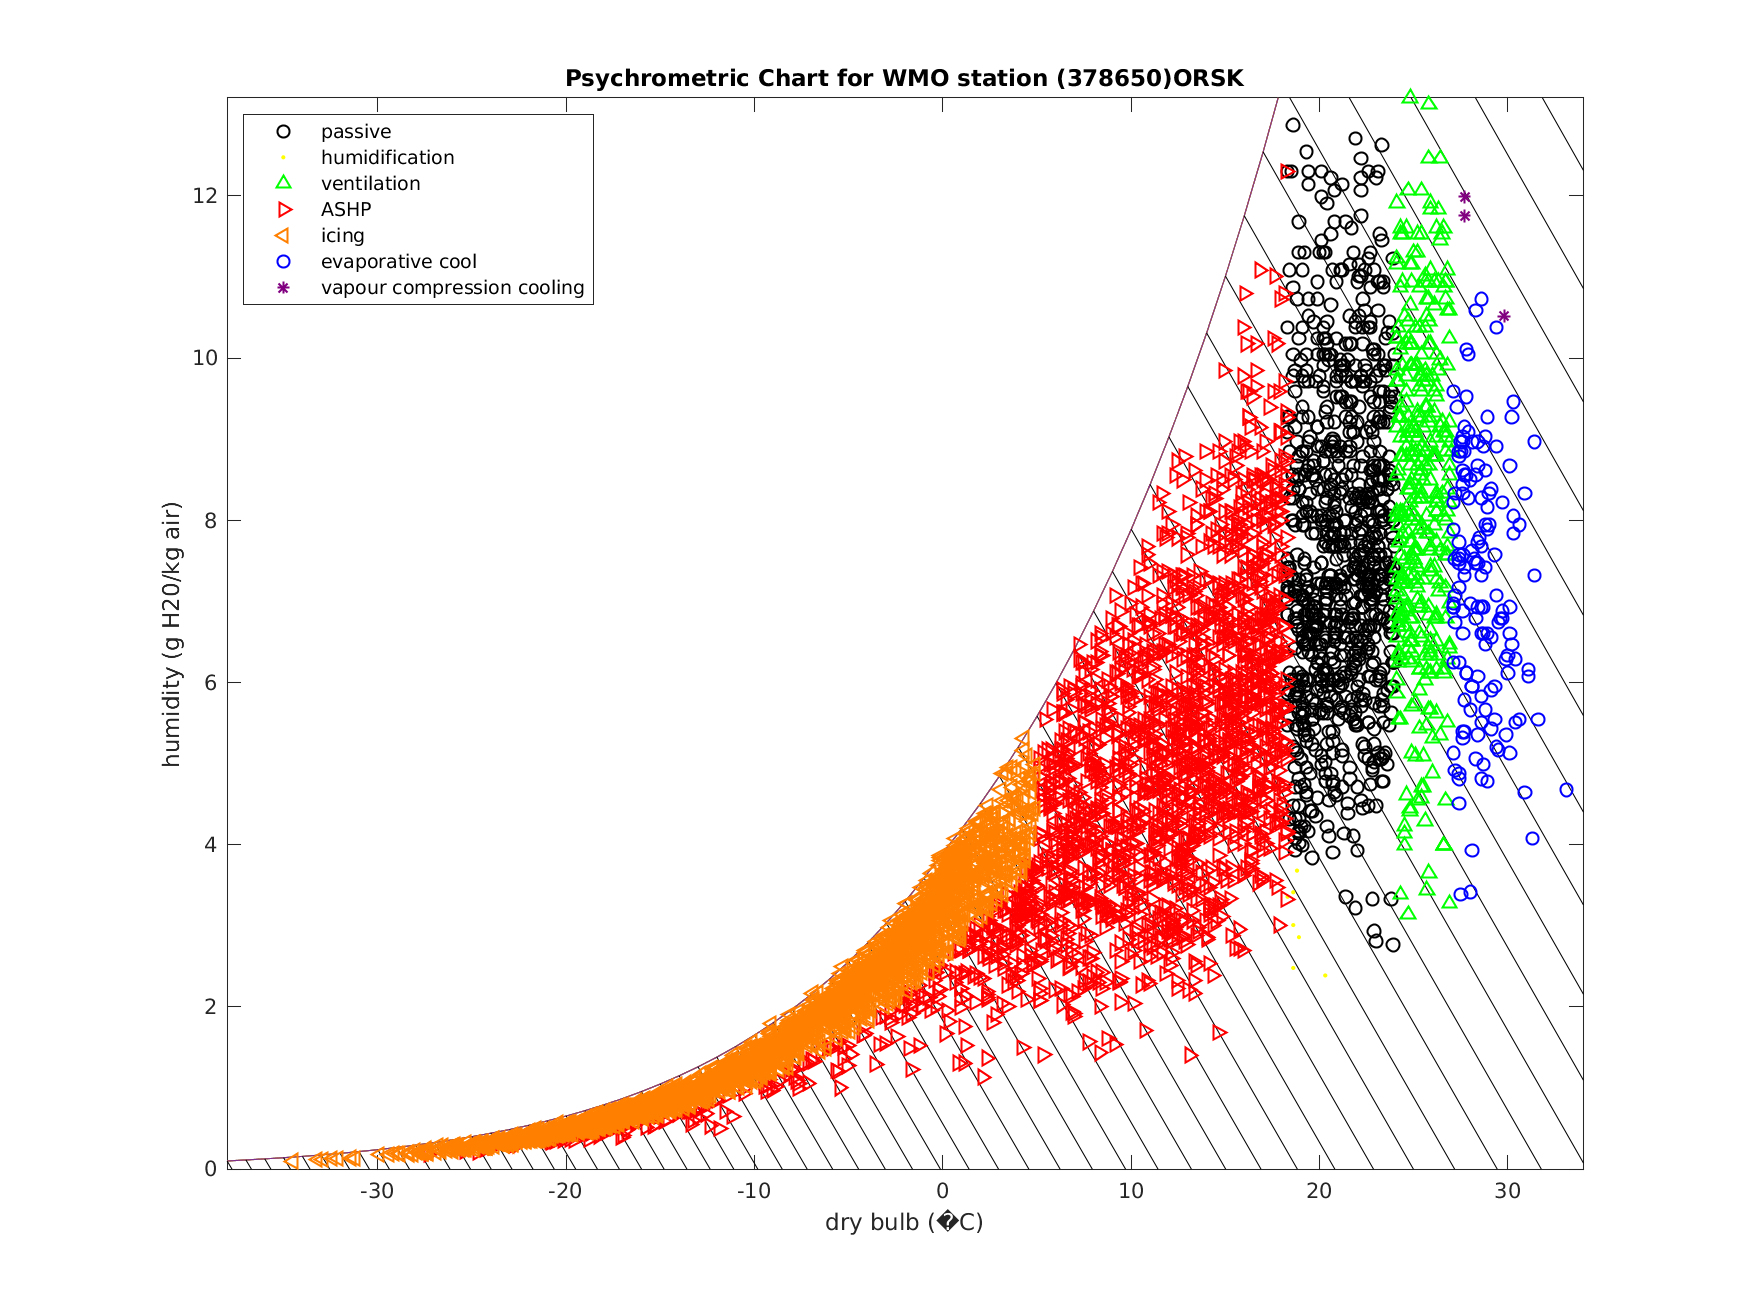 Psychrometric Chart for WMO station (378650)ORSK
passive
humidification
ventilation
ASHP
icing
evaporative cool
vapour compression cooling
humidity (g H20/kg air)
12
10
8
6
4
2
0
-30 -20 -10 0 10 20 30
dry bulb (�C)